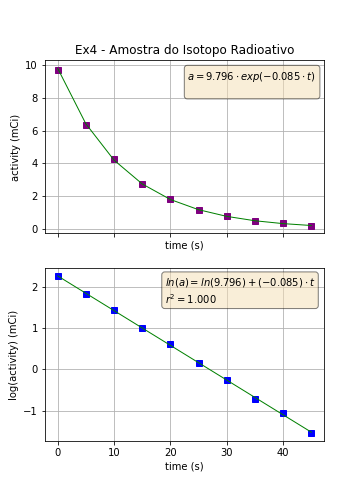 Ex4 - Amostra do Isotopo Radioativo
a = 9.796 · exp(−0.085 · t)
activity (mCi)
10
8
6
4
2
0
time (s)
ln(a) = ln(9.796) + (−0.085) · t
r² = 1.000
log(activity) (mCi)
2
1
0
−1
0 10 20 30 40
time (s)